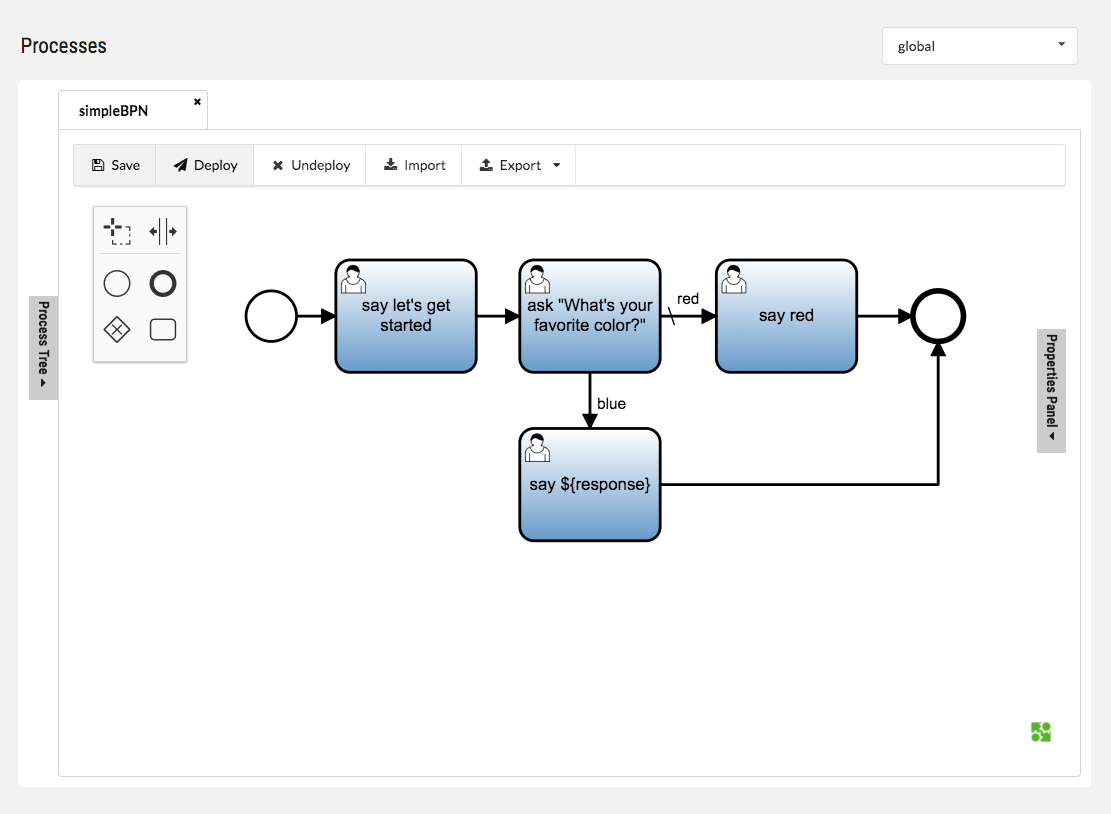 Processes
global
simpleBPN
Save
Deploy
Undeploy
Import
Export
Process Tree
say let's get
started
ask "What's your
favorite color?"
red
say red
blue
say ${response}
Properties Panel